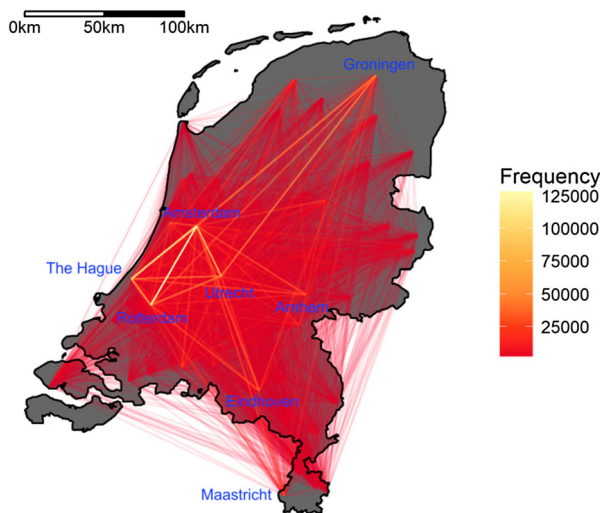 0km 50km 100km
Groningen
Frequency
125000
Amsterdam
100000
75000
The Hague
Utrecht
50000
Arnhem
Rotterdam
25000
Eindhoven
Maastricht